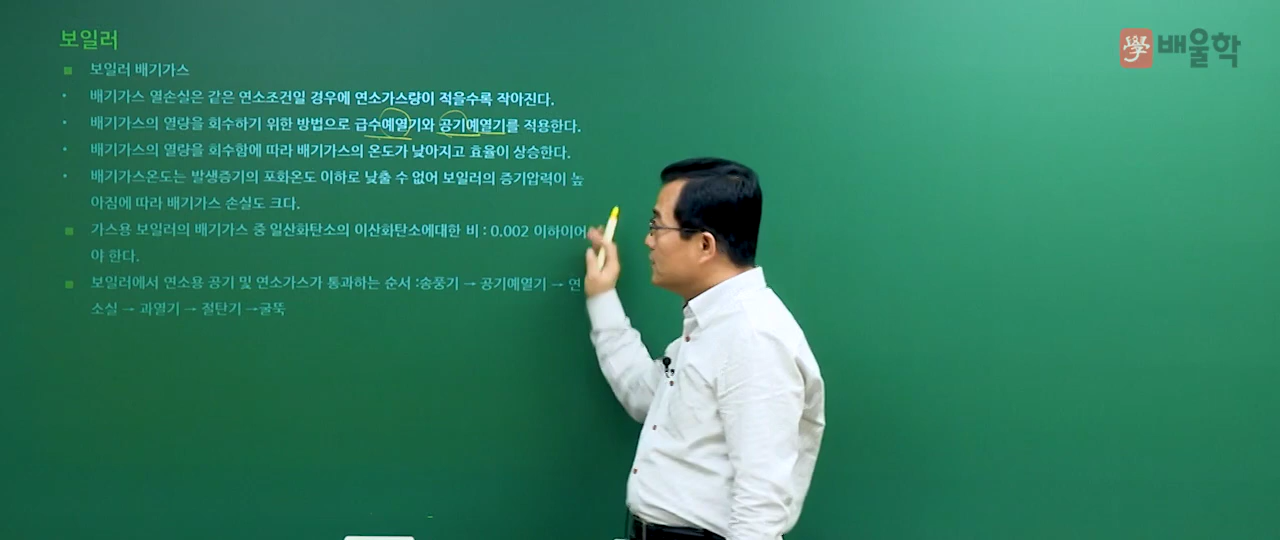 보일러
學 배울학
■ 보일러 배기가스
· 배기가스 열손실은 같은 연소조건일 경우에 연소가스량이 적을수록 작아진다.
· 배기가스의 열량을 회수하기 위한 방법으로 급수예열기와 공기예열기를 적용한다.
· 배기가스의 열량을 회수함에 따라 배기가스의 온도가 낮아지고 효율이 상승한다.
· 배기가스온도는 발생증기의 포화온도 이하로 낮출 수 없어 보일러의 증기압력이 높
아짐에 따라 배기가스 손실도 크다.
■ 가스용 보일러의 배기가스 중 일산화탄소의 이산화탄소에대한 비 : 0.002 이하이어
야 한다.
■ 보일러에서 연소용 공기 및 연소가스가 통과하는 순서 :송풍기 → 공기예열기 → 연
소실 → 과열기 → 절탄기 →굴뚝